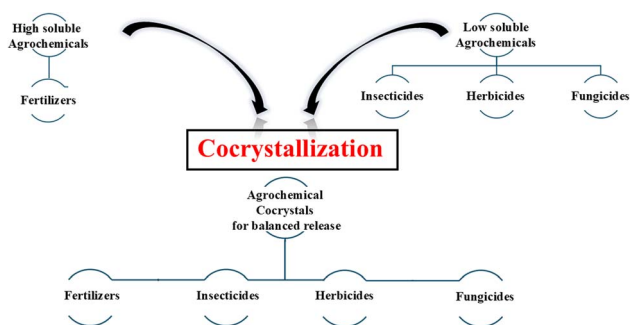 High soluble
Agrochemicals
Fertilizers
Low soluble
Agrochemicals
Insecticides
Herbicides
Fungicides
Cocrystallization
Agrochemical
Cocrystals
for balanced release
Fertilizers
Insecticides
Herbicides
Fungicides